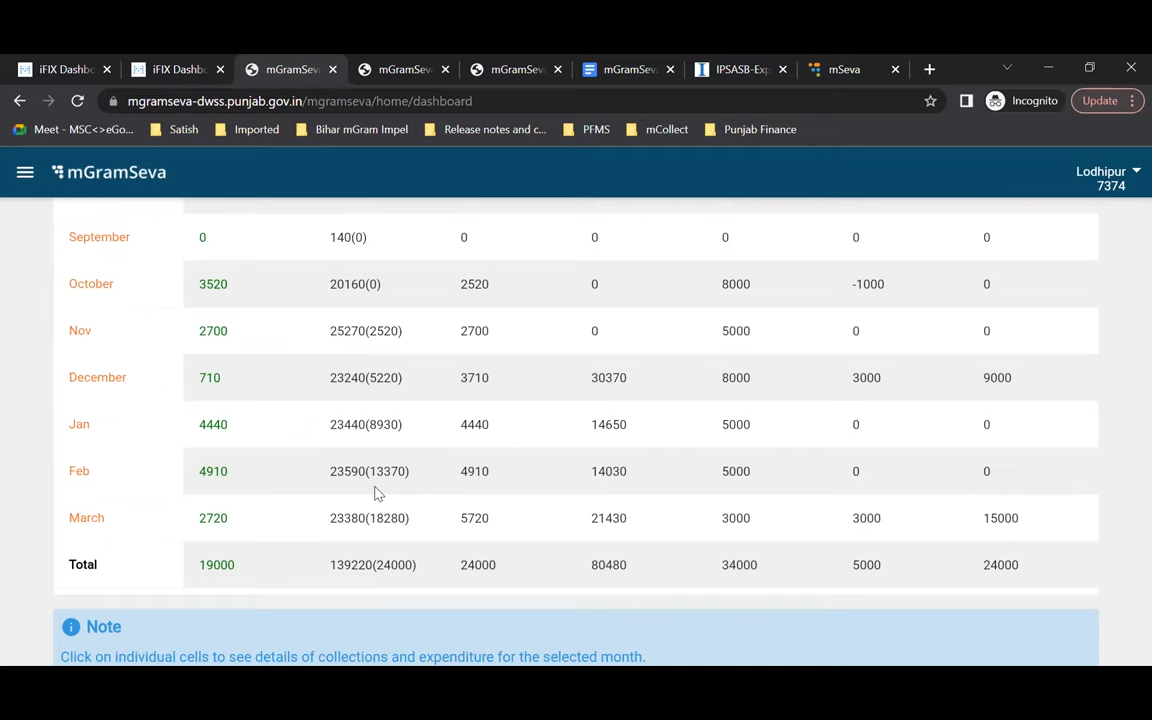 iFIX Dashbo
iFIX Dashb
mGramSeva
mGramSeva
mGramSeva
mGramSeva
IPSASB-Exp
mSeva
mgramseva-dwss.punjab.gov.in/mgramseva/home/dashboard
Incognito
Update
Meet - MSC<>eGo...
Satish
Imported
Bihar mGram Impel
Release notes and c...
PFMS
mCollect
Punjab Finance
mGramSeva
Lodhipur
7374
September 0 140(0) 0 0 0 0 0
October 3520 20160(0) 2520 0 8000 -1000 0
Nov 2700 25270(2520) 2700 0 5000 0 0
December 710 23240(5220) 3710 30370 8000 3000 9000
Jan 4440 23440(8930) 4440 14650 5000 0 0
Feb 4910 23590(13370) 4910 14030 5000 0 0
March 2720 23380(18280) 5720 21430 3000 3000 15000
Total 19000 139220(24000) 24000 80480 34000 5000 24000
Note
Click on individual cells to see details of collections and expenditure for the selected month.